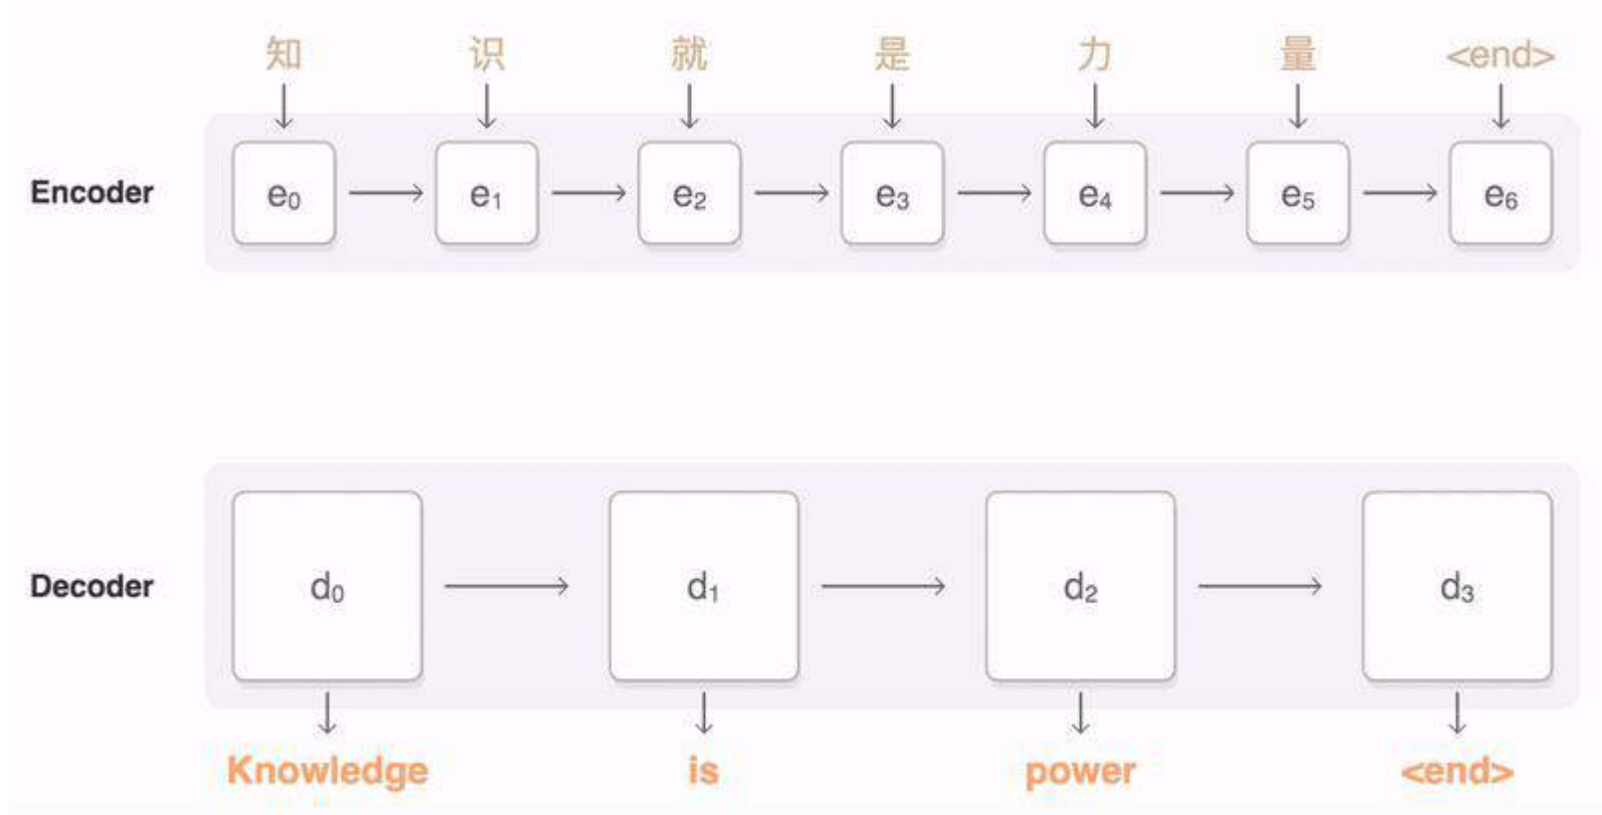 知 识 就 是 力 量 <end>
Encoder e₀ e₁ e₂ e₃ e₄ e₅ e₆
Decoder d₀ d₁ d₂ d₃
Knowledge is power <end>